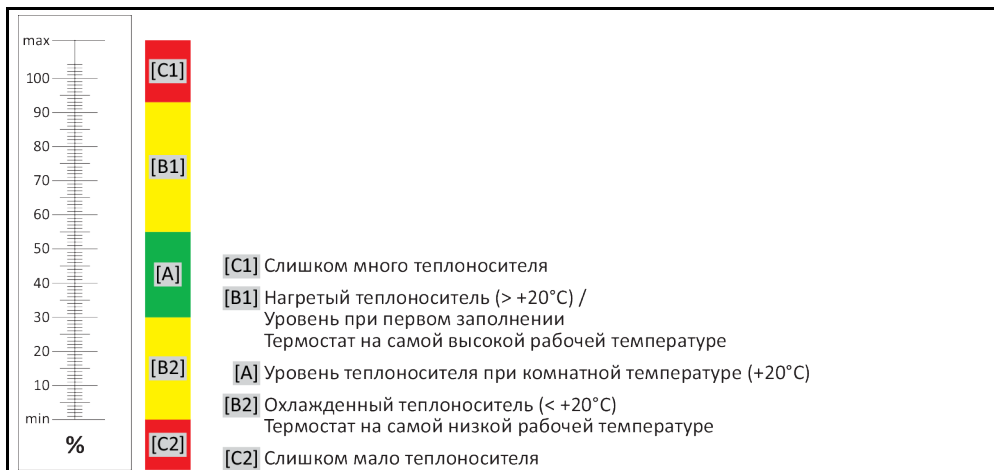 max
100
90
80
70
60
50
40
30
20
10
min
%
[C1]
[B1]
[A]
[B2]
[C2]
[C1] Слишком много теплоносителя
[B1] Нагретый теплоноситель (> +20°C) /
Уровень при первом заполнении
Термостат на самой высокой рабочей температуре
[A] Уровень теплоносителя при комнатной температуре (+20°C)
[B2] Охлажденный теплоноситель (< +20°C)
Термостат на самой низкой рабочей температуре
[C2] Слишком мало теплоносителя